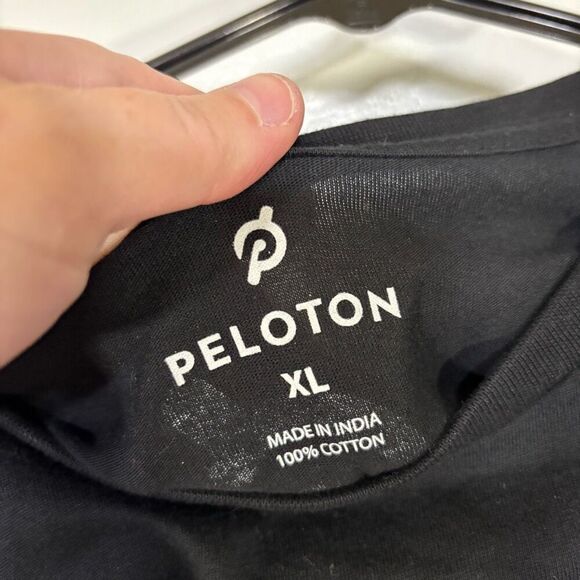 PELOTON
XL
MADE IN INDIA
100% COTTON